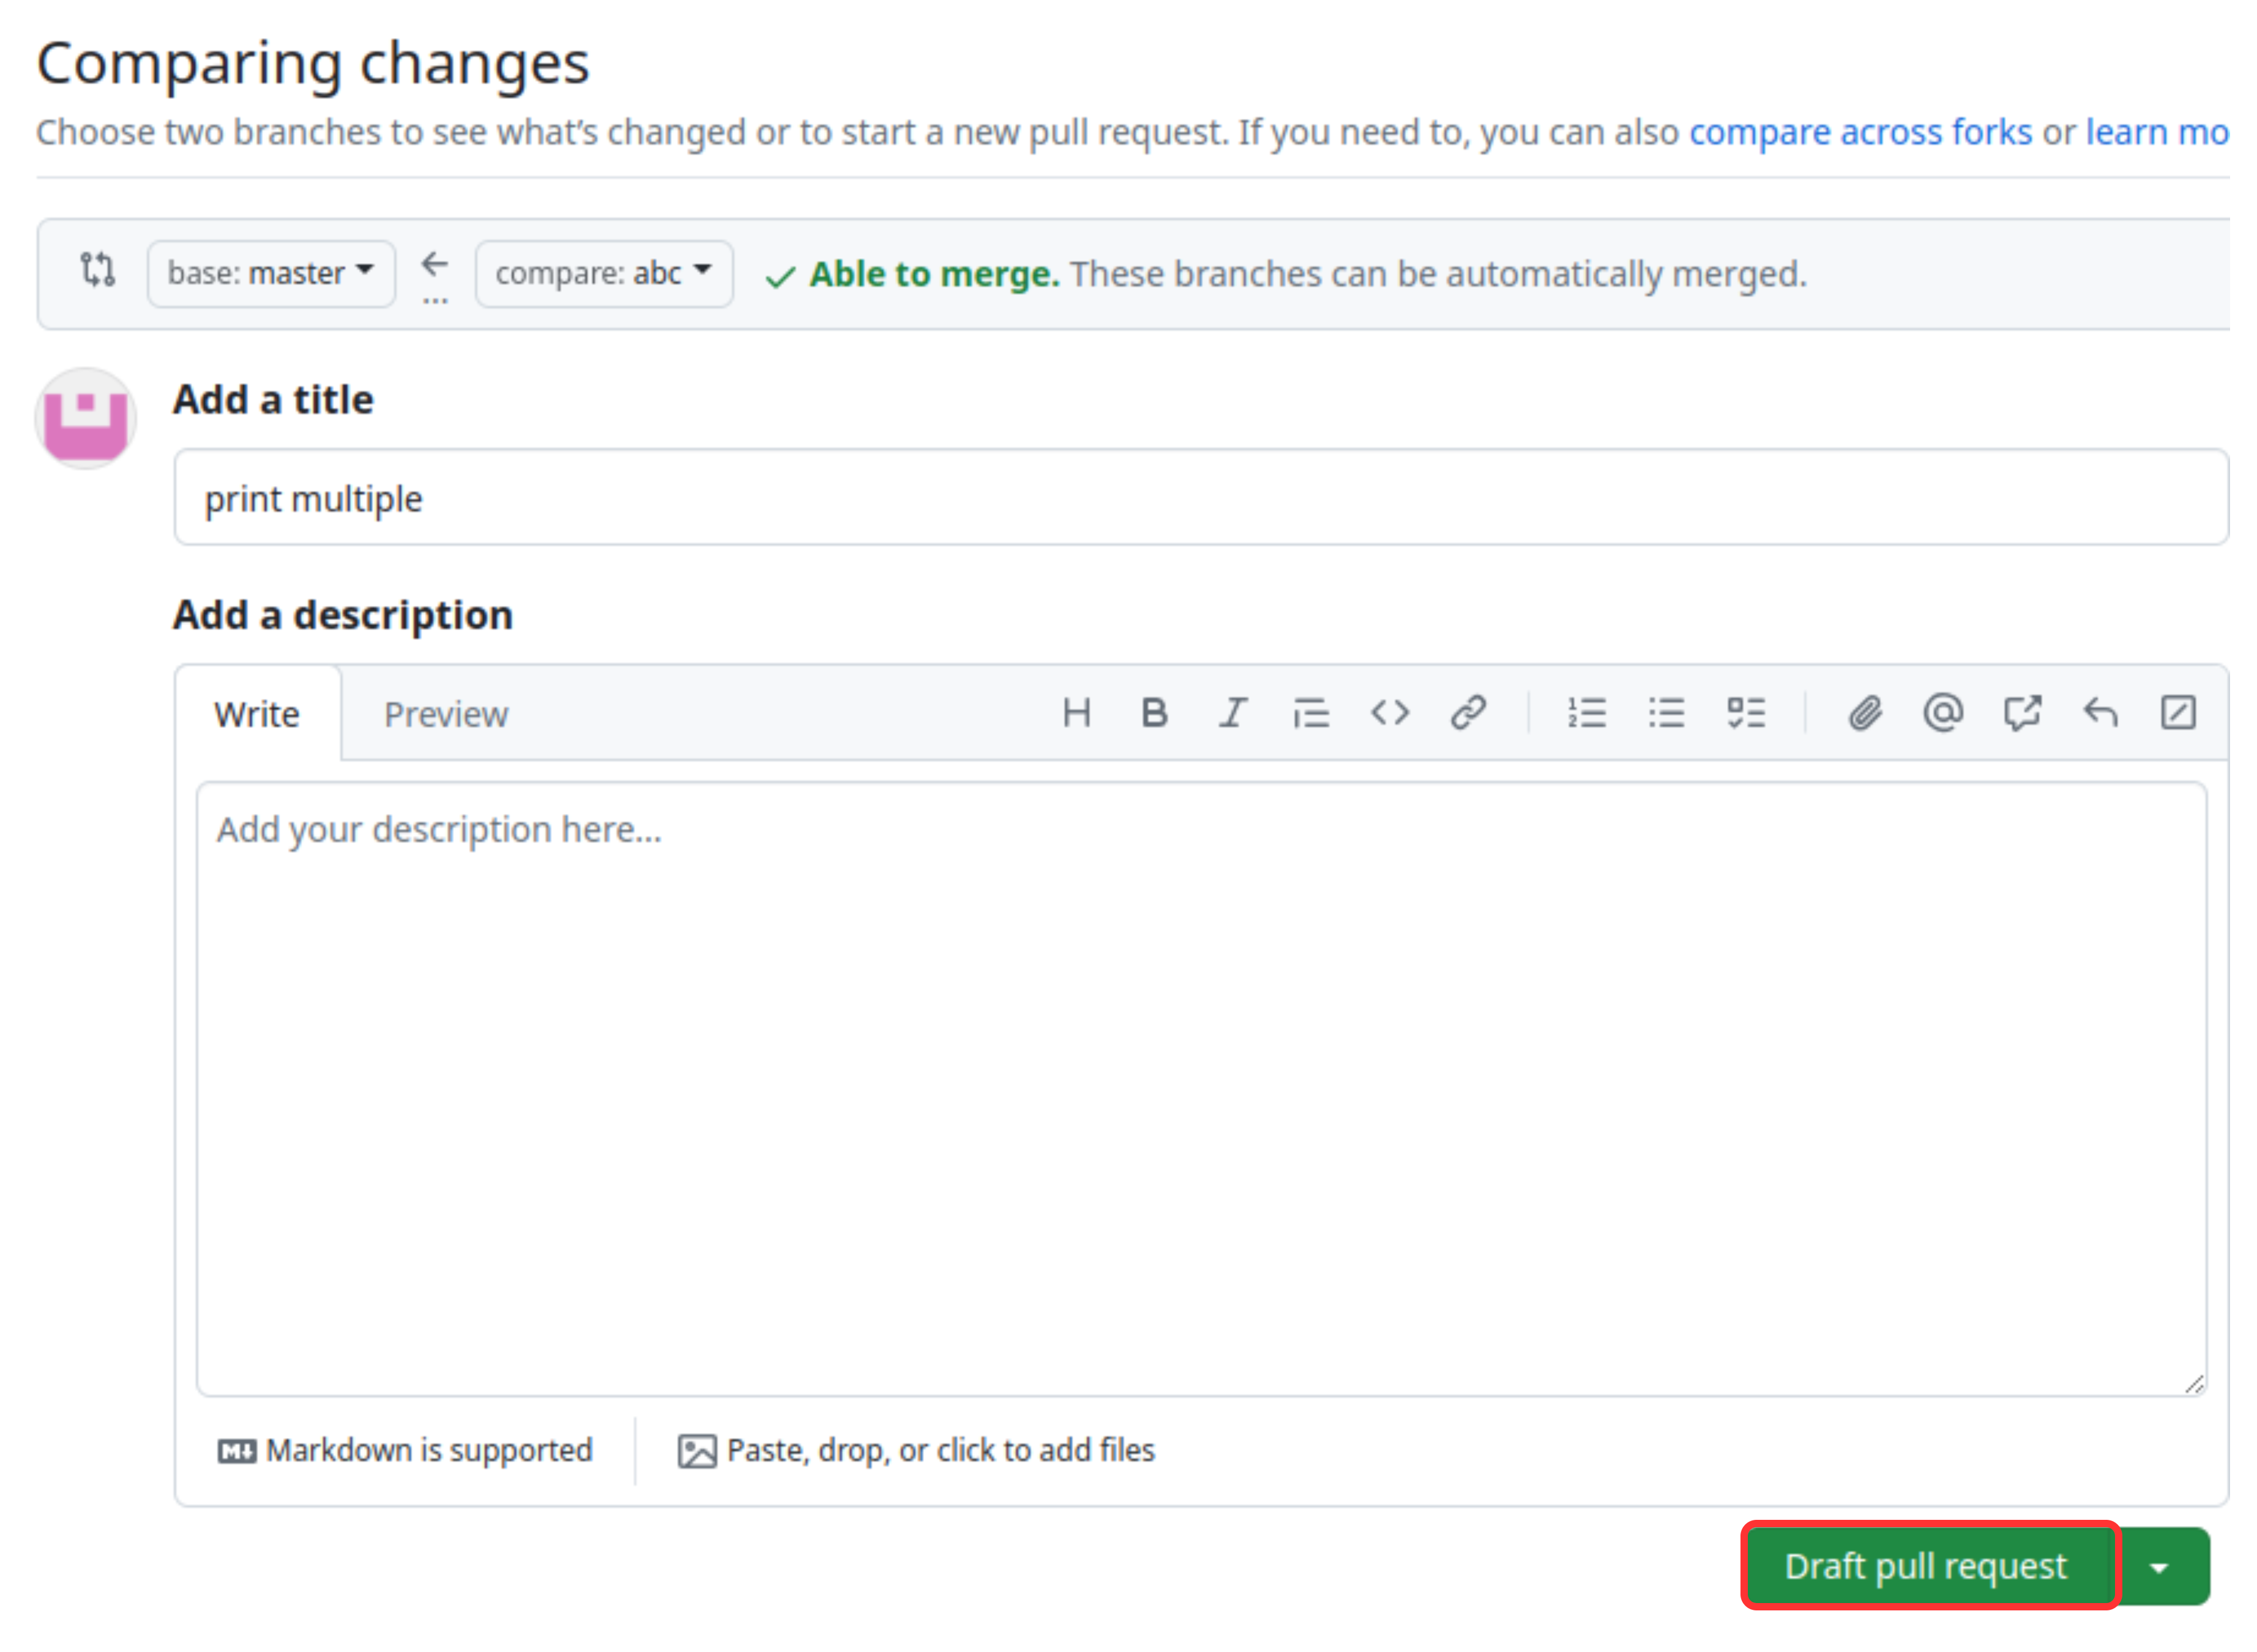 Comparing changes
Choose two branches to see what's changed or to start a new pull request. If you need to, you can also compare across forks or learn mo
base: master ← compare: abc ✓ Able to merge. These branches can be automatically merged.
...
Add a title
print multiple
Add a description
Write Preview
Add your description here...
Markdown is supported Paste, drop, or click to add files
Draft pull request